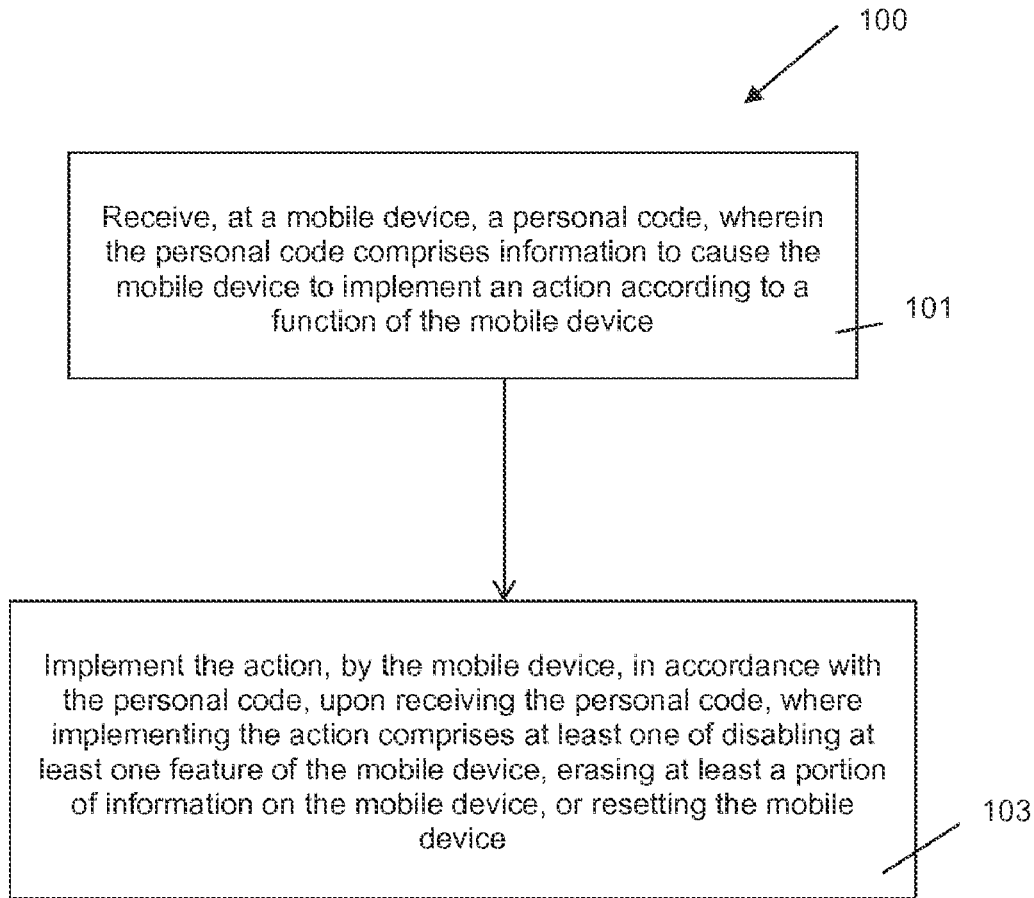 100
Receive, at a mobile device, a personal code, wherein
the personal code comprises information to cause the
mobile device to implement an action according to a
function of the mobile device
101
Implement the action, by the mobile device, in accordance with
the personal code, upon receiving the personal code, where
implementing the action comprises at least one of disabling at
least one feature of the mobile device, erasing at least a portion
of information on the mobile device, or resetting the mobile
device
103